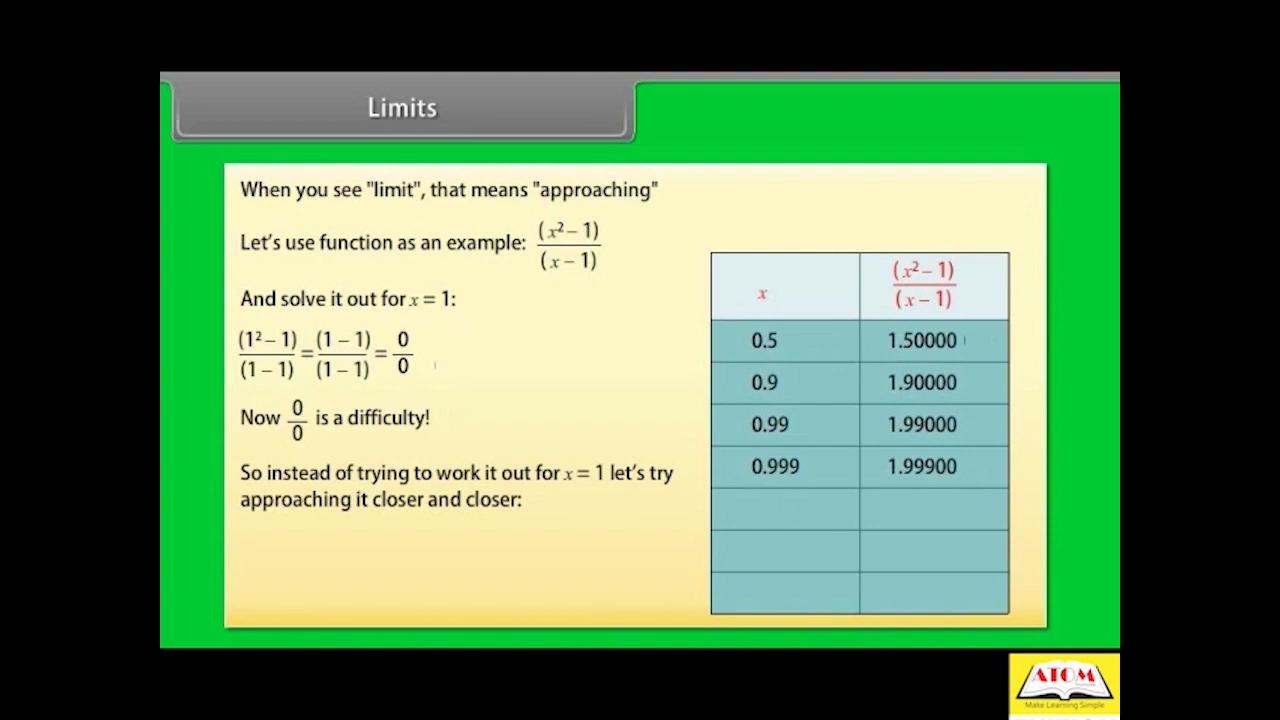 Limits
When you see "limit", that means "approaching"
Let's use function as an example: (x² – 1) / (x – 1)
And solve it out for x = 1:
(1² – 1) / (1 – 1) = (1 – 1) / (1 – 1) = 0 / 0
Now 0 / 0 is a difficulty!
So instead of trying to work it out for x = 1 let's try
approaching it closer and closer:
x (x² – 1) / (x – 1)
0.5 1.50000
0.9 1.90000
0.99 1.99000
0.999 1.99900
ATOM
Make Learning Simple